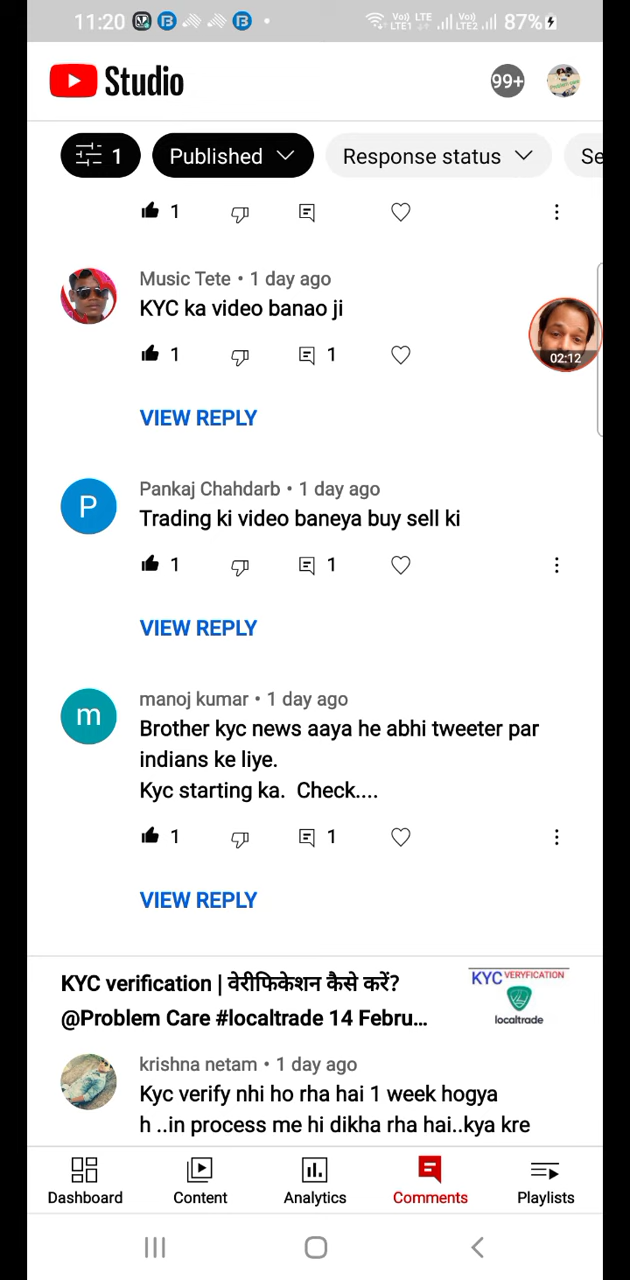 11:20 Vo) LTE LTE1 Vo) LTE2 87%
Studio
99+
1 Published Response status Se
1
Music Tete • 1 day ago
KYC ka video banao ji
02:12
1 1
VIEW REPLY
P
Pankaj Chahdarb • 1 day ago
Trading ki video baneya buy sell ki
1 1
VIEW REPLY
m
manoj kumar • 1 day ago
Brother kyc news aaya he abhi tweeter par
indians ke liye.
Kyc starting ka. Check....
1 1
VIEW REPLY
KYC verification | वेरीफिकेशन कैसे करें?
@Problem Care #localtrade 14 Febru...
KYC VERYFICATION
localtrade
krishna netam • 1 day ago
Kyc verify nhi ho rha hai 1 week hogya
h ..in process me hi dikha rha hai..kya kre
Dashboard Content Analytics Comments Playlists